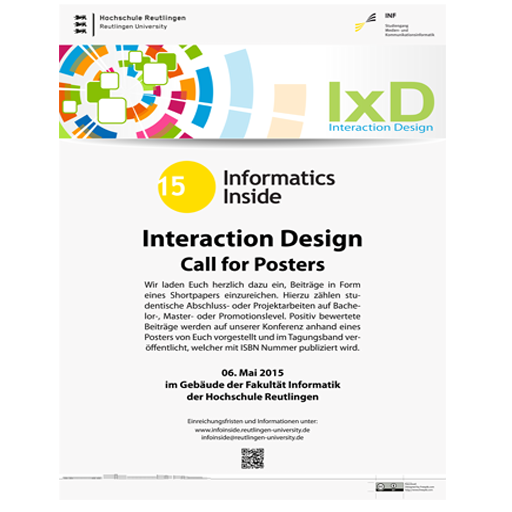 Hochschule Reutlingen
Reutlingen University
INF
Studiengang
Medien- und
Kommunikationsinformatik
IxD
Interaction Design
15
Informatics
Inside
Interaction Design
Call for Posters
Wir laden Euch herzlich dazu ein, Beiträge in Form
eines Shortpapers einzureichen. Hierzu zählen stu-
dentische Abschluss- oder Projektarbeiten auf Bache-
lor-, Master- oder Promotionslevel. Positiv bewertete
Beiträge werden auf unserer Konferenz anhand eines
Posters von Euch vorgestellt und im Tagungsband ver-
öffentlicht, welcher mit ISBN Nummer publiziert wird.
06. Mai 2015
im Gebäude der Fakultät Informatik
der Hochschule Reutlingen
Einreichungsfristen und Informationen unter:
www.infoinside.reutlingen-university.de
infoinside@reutlingen-university.de